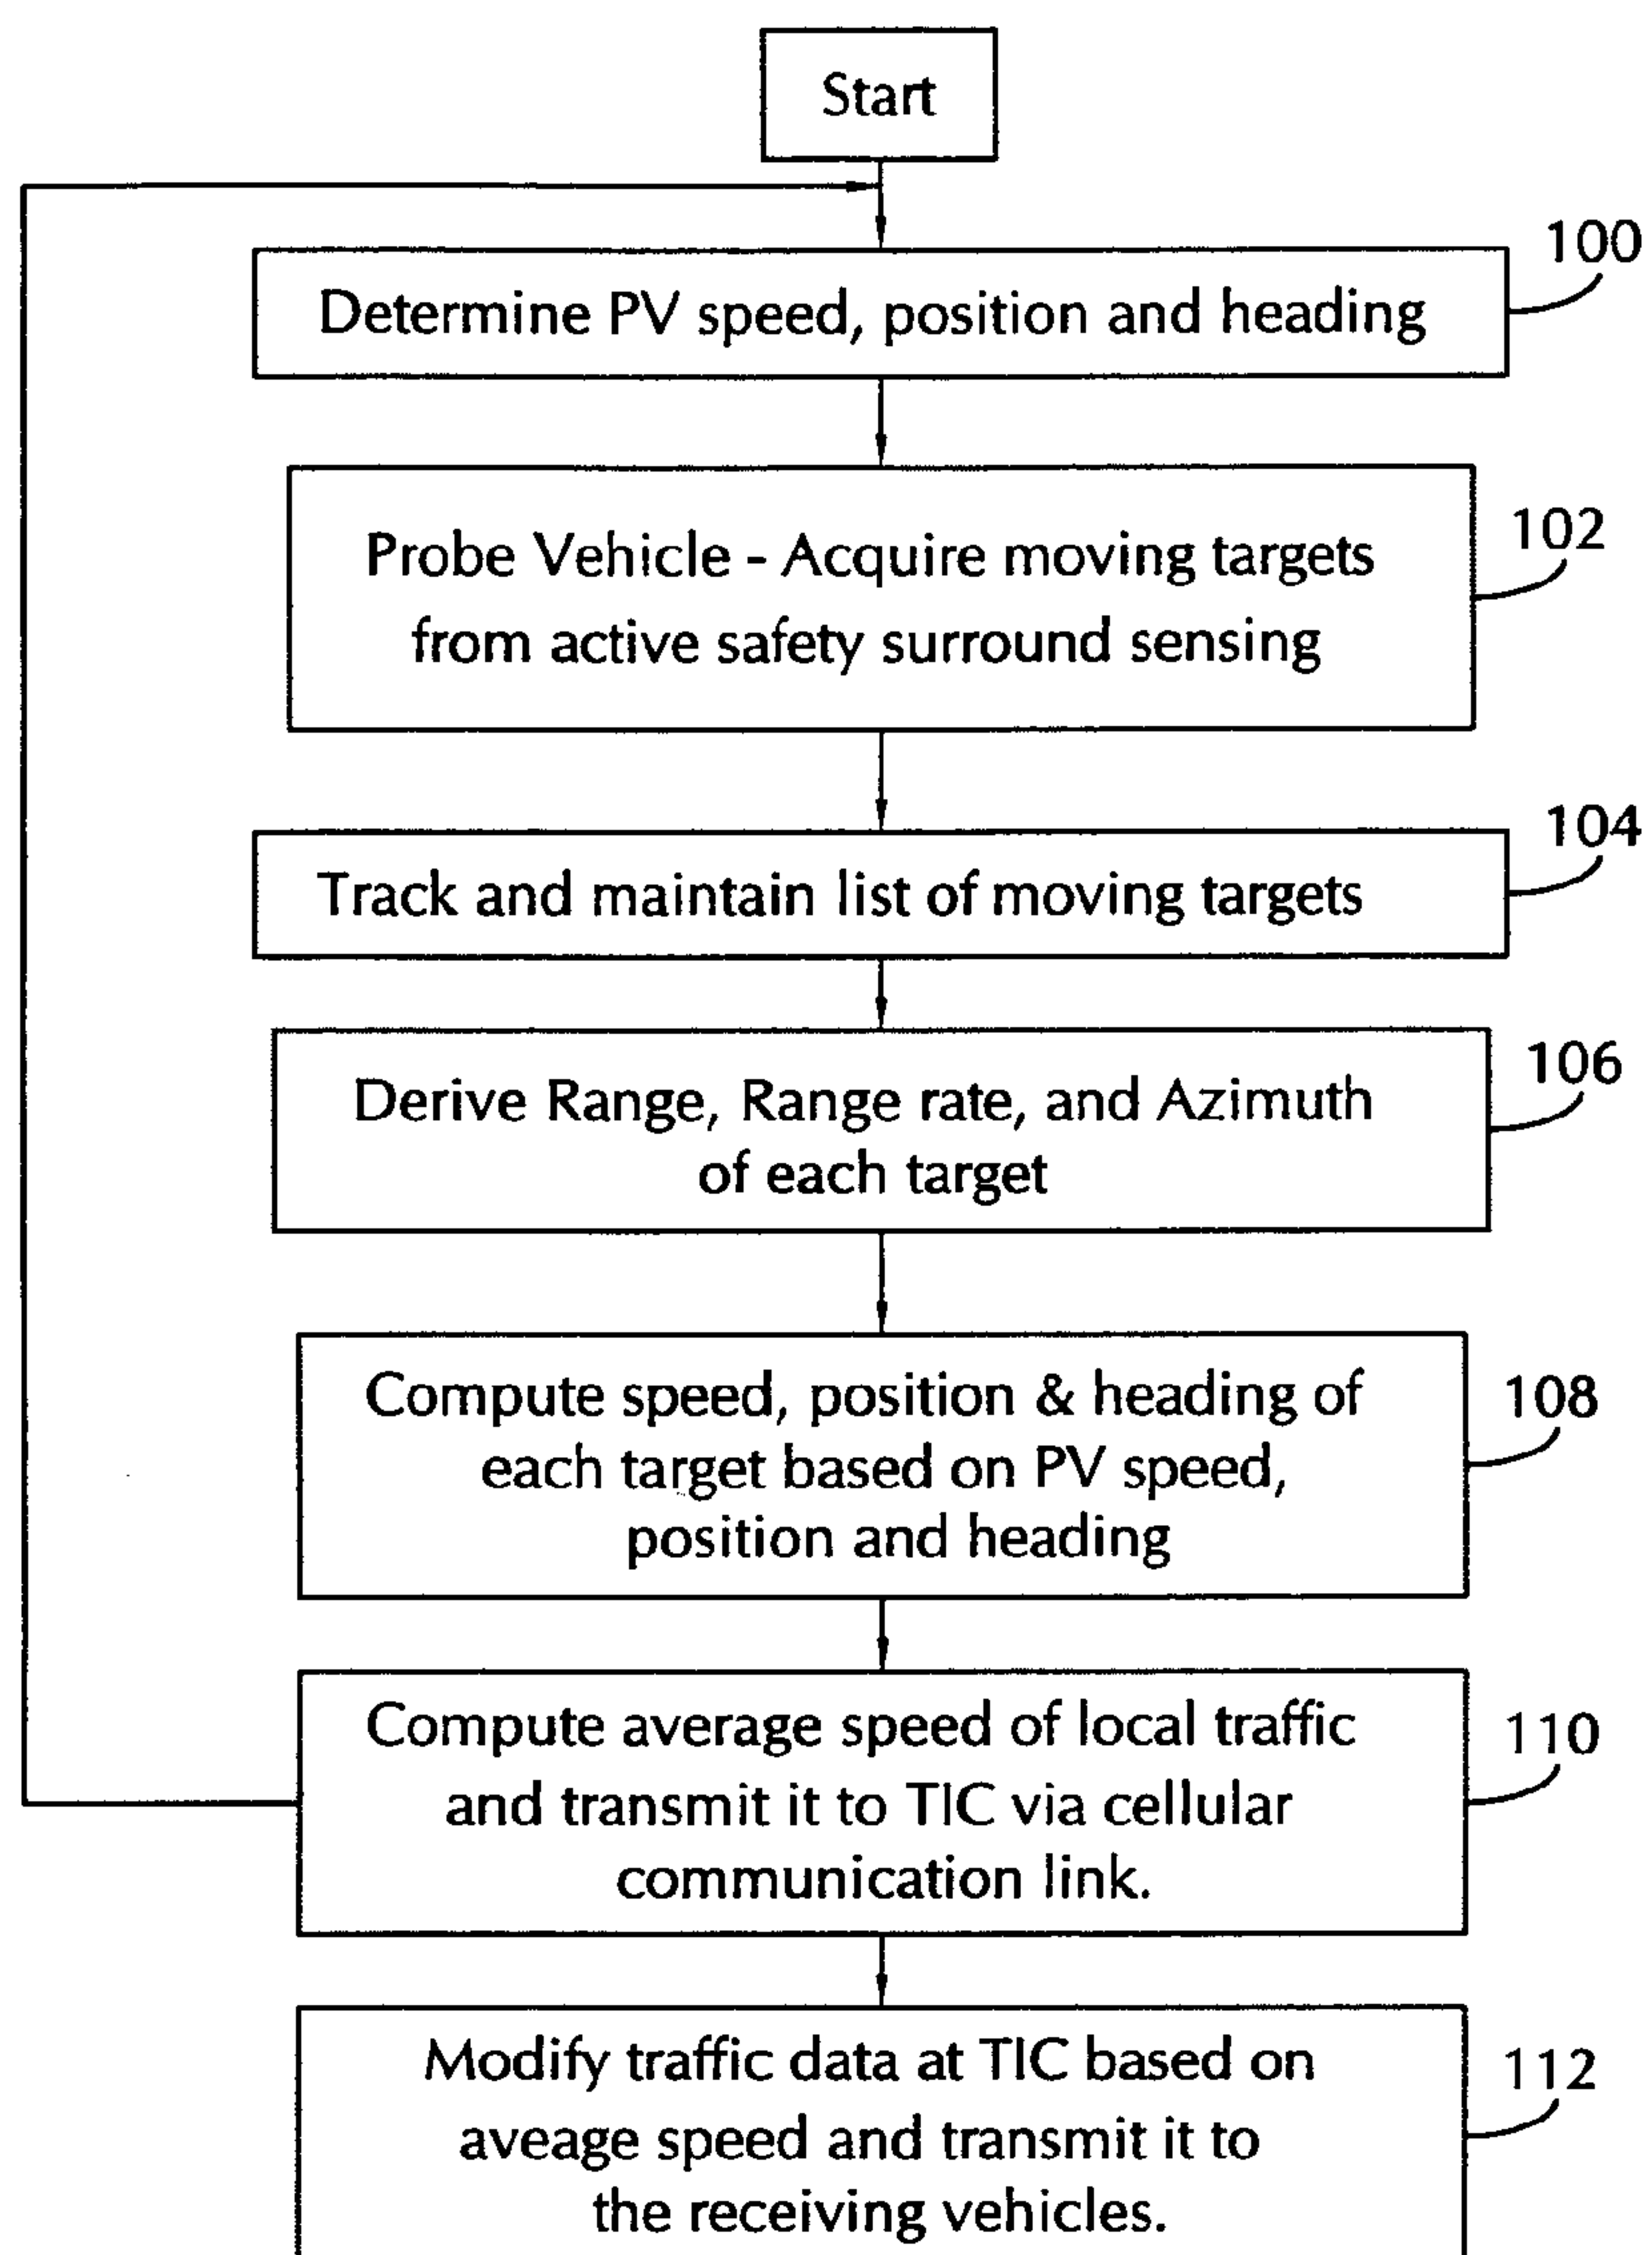 Start
100
Determine PV speed, position and heading
102
Probe Vehicle - Acquire moving targets
from active safety surround sensing
104
Track and maintain list of moving targets
106
Derive Range, Range rate, and Azimuth
of each target
108
Compute speed, position & heading of
each target based on PV speed,
position and heading
110
Compute average speed of local traffic
and transmit it to TIC via cellular
communication link.
112
Modify traffic data at TIC based on
aveage speed and transmit it to
the receiving vehicles.